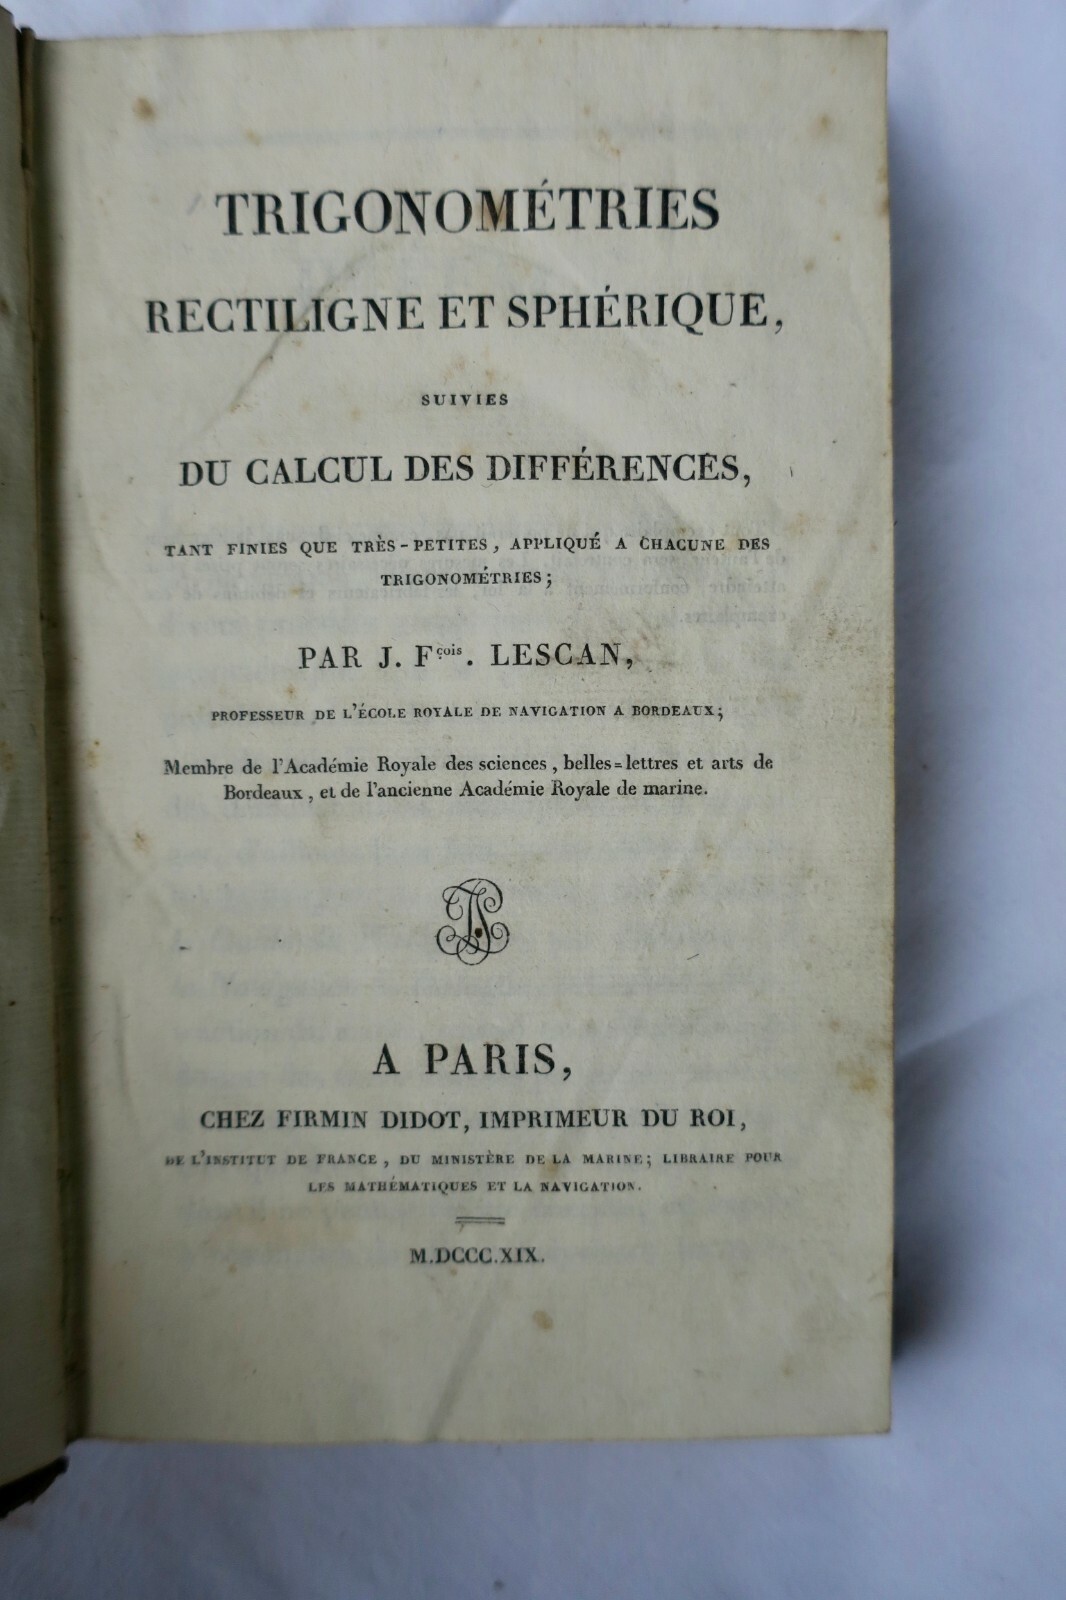 TRIGONOMÉTRIES
RECTILIGNE ET SPHÉRIQUE,
SUIVIES
DU CALCUL DES DIFFÉRENCES,
TANT FINIES QUE TRÈS-PETITES, APPLIQUÉ A CHACUNE DES
TRIGONOMÉTRIES;
PAR J. Fçois. LESCAN,
PROFESSEUR DE L'ÉCOLE ROYALE DE NAVIGATION A BORDEAUX;
Membre de l'Académie Royale des sciences, belles=lettres et arts de
Bordeaux, et de l'ancienne Académie Royale de marine.
A PARIS,
CHEZ FIRMIN DIDOT, IMPRIMEUR DU ROI,
DE L'INSTITUT DE FRANCE, DU MINISTÈRE DE LA MARINE; LIBRAIRE POUR
LES MATHÉMATIQUES ET LA NAVIGATION.
M.DCCC.XIX.